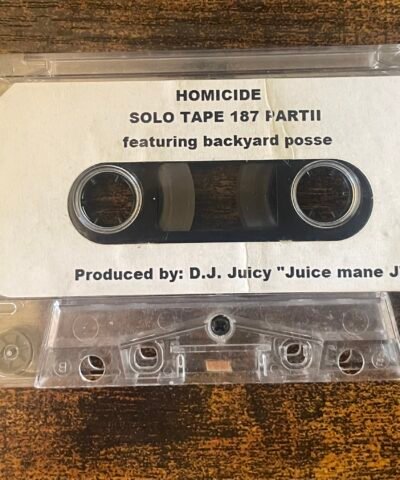 HOMICIDE
SOLO TAPE 187 PARTII
featuring backyard posse
Produced by: D.J. Juicy "Juice mane J"
B